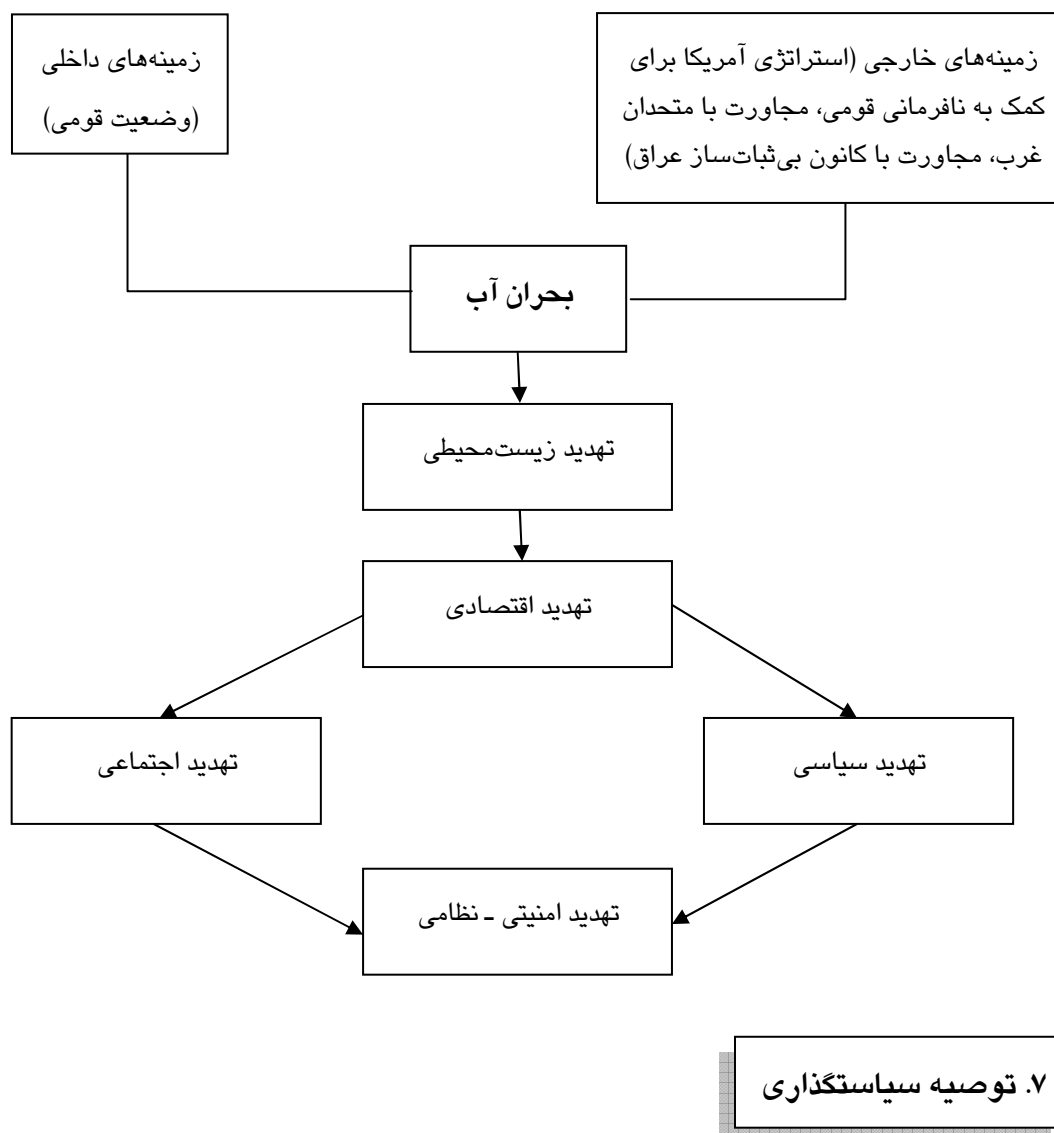 زمینه‌های خارجی (استراتژی آمریکا برای
کمک به نافرمانی قومی، مجاورت با متحدان
غرب، مجاورت با کانون بی‌ثبات‌ساز عراق)
زمینه‌های داخلی
(وضعیت قومی)
بحران آب
تهدید زیست‌محیطی
تهدید اقتصادی
تهدید سیاسی
تهدید اجتماعی
تهدید امنیتی ـ نظامی
۷. توصیه سیاستگذاری